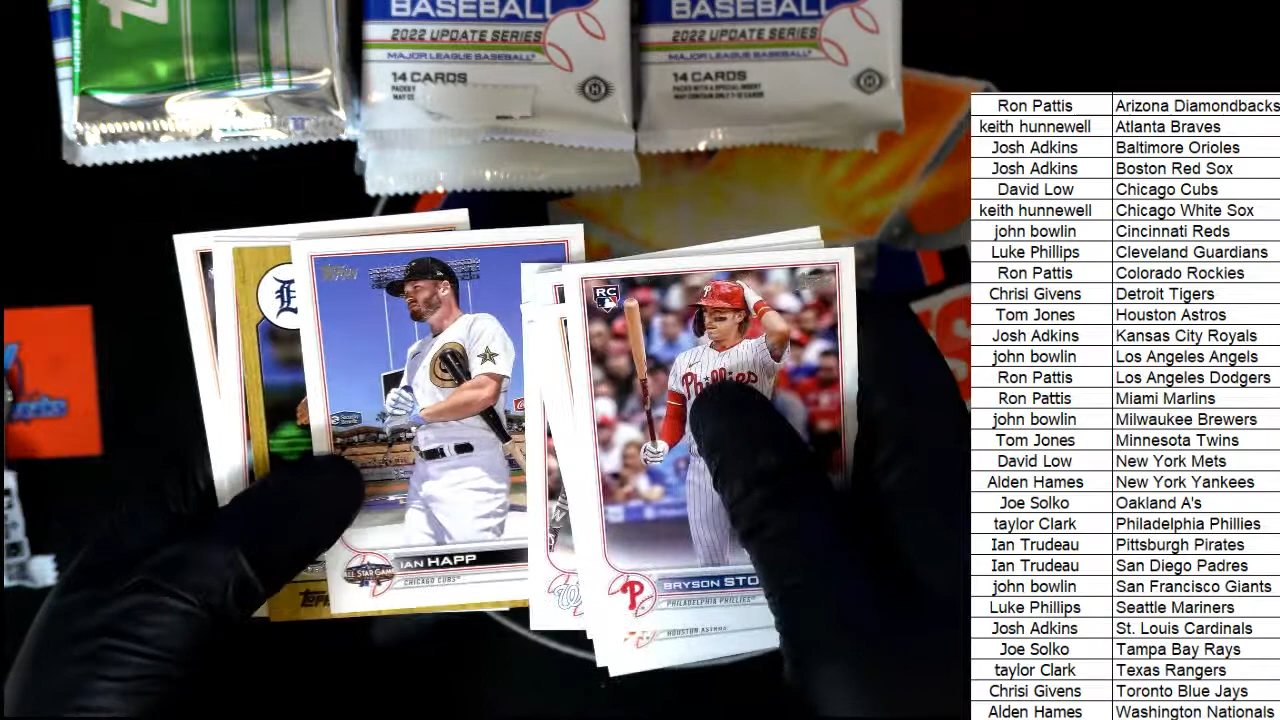 BASEBALL
2022 UPDATE SERIES
MAJOR LEAGUE BASEBALL
14 CARDS
BASEBALL
2022 UPDATE SERIES
MAJOR LEAGUE BASEBALL
14 CARDS
Topps
IAN HAPP
CHICAGO CUBS
RC
Phillies
BRYSON STO
PHILADELPHIA PHILLIES
HOUSTON ASTROS
Ron Pattis Arizona Diamondbacks
keith hunnewell Atlanta Braves
Josh Adkins Baltimore Orioles
Josh Adkins Boston Red Sox
David Low Chicago Cubs
keith hunnewell Chicago White Sox
john bowlin Cincinnati Reds
Luke Phillips Cleveland Guardians
Ron Pattis Colorado Rockies
Chrisi Givens Detroit Tigers
Tom Jones Houston Astros
Josh Adkins Kansas City Royals
john bowlin Los Angeles Angels
Ron Pattis Los Angeles Dodgers
Ron Pattis Miami Marlins
john bowlin Milwaukee Brewers
Tom Jones Minnesota Twins
David Low New York Mets
Alden Hames New York Yankees
Joe Solko Oakland A's
taylor Clark Philadelphia Phillies
Ian Trudeau Pittsburgh Pirates
Ian Trudeau San Diego Padres
john bowlin San Francisco Giants
Luke Phillips Seattle Mariners
Josh Adkins St. Louis Cardinals
Joe Solko Tampa Bay Rays
taylor Clark Texas Rangers
Chrisi Givens Toronto Blue Jays
Alden Hames Washington Nationals